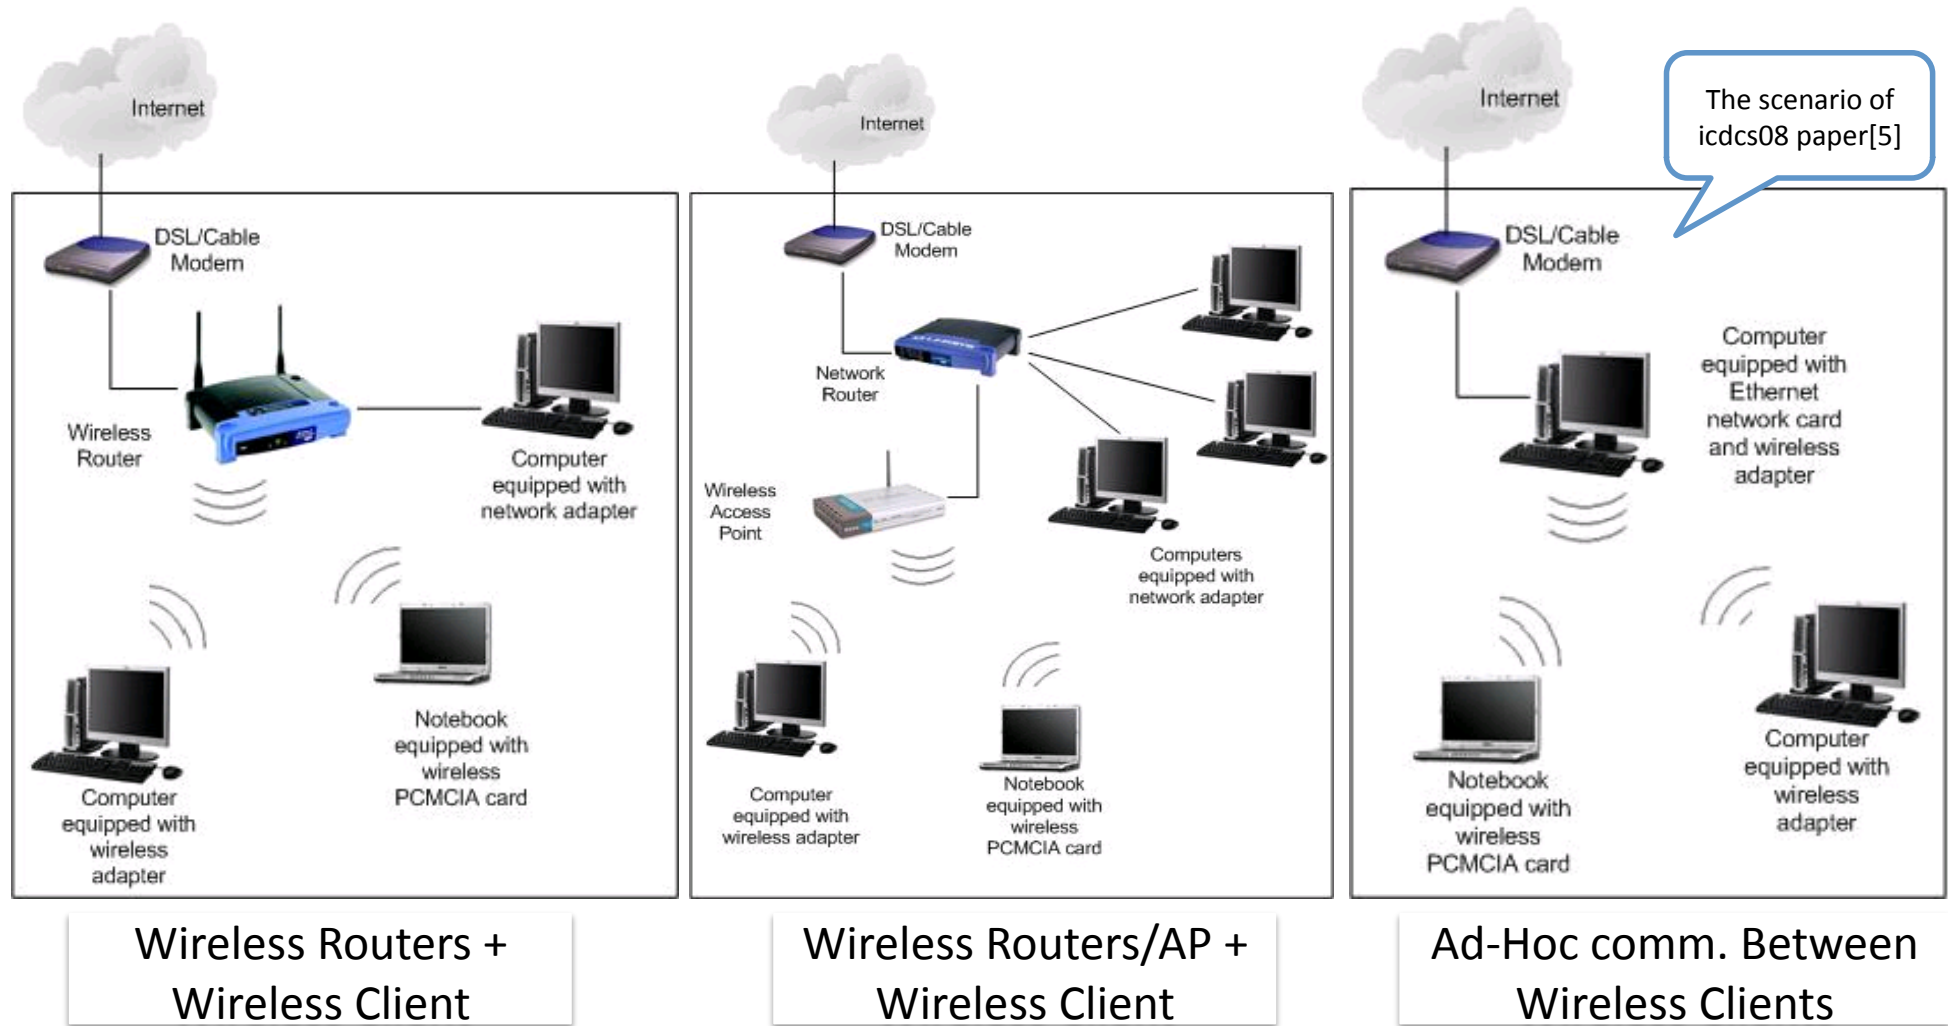 Internet
DSL/Cable
Modem
Wireless
Router
Computer
equipped with
network adapter
Notebook
equipped with
wireless
PCMCIA card
Computer
equipped with
wireless
adapter
Wireless Routers +
Wireless Client
Internet
DSL/Cable
Modem
Network
Router
Wireless
Access
Point
Computers
equipped with
network adapter
Computer
equipped with
wireless adapter
Notebook
equipped with
wireless
PCMCIA card
Wireless Routers/AP +
Wireless Client
Internet
The scenario of
icdcs08 paper[5]
DSL/Cable
Modem
Computer
equipped with
Ethernet
network card
and wireless
adapter
Notebook
equipped with
wireless
PCMCIA card
Computer
equipped with
wireless
adapter
Ad-Hoc comm. Between
Wireless Clients